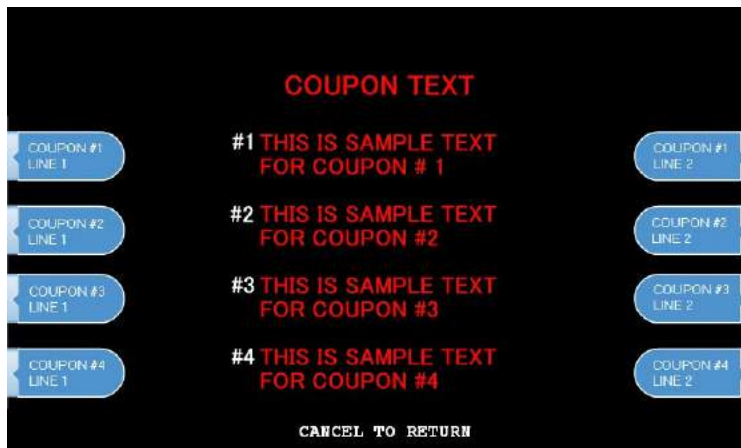 COUPON TEXT
COUPON #1
LINE 1
#1 THIS IS SAMPLE TEXT
FOR COUPON # 1
COUPON #1
LINE 2
COUPON #2
LINE 1
#2 THIS IS SAMPLE TEXT
FOR COUPON #2
COUPON #2
LINE 2
COUPON #3
LINE 1
#3 THIS IS SAMPLE TEXT
FOR COUPON #3
COUPON #3
LINE 2
COUPON #4
LINE 1
#4 THIS IS SAMPLE TEXT
FOR COUPON #4
COUPON #4
LINE 2
CANCEL TO RETURN